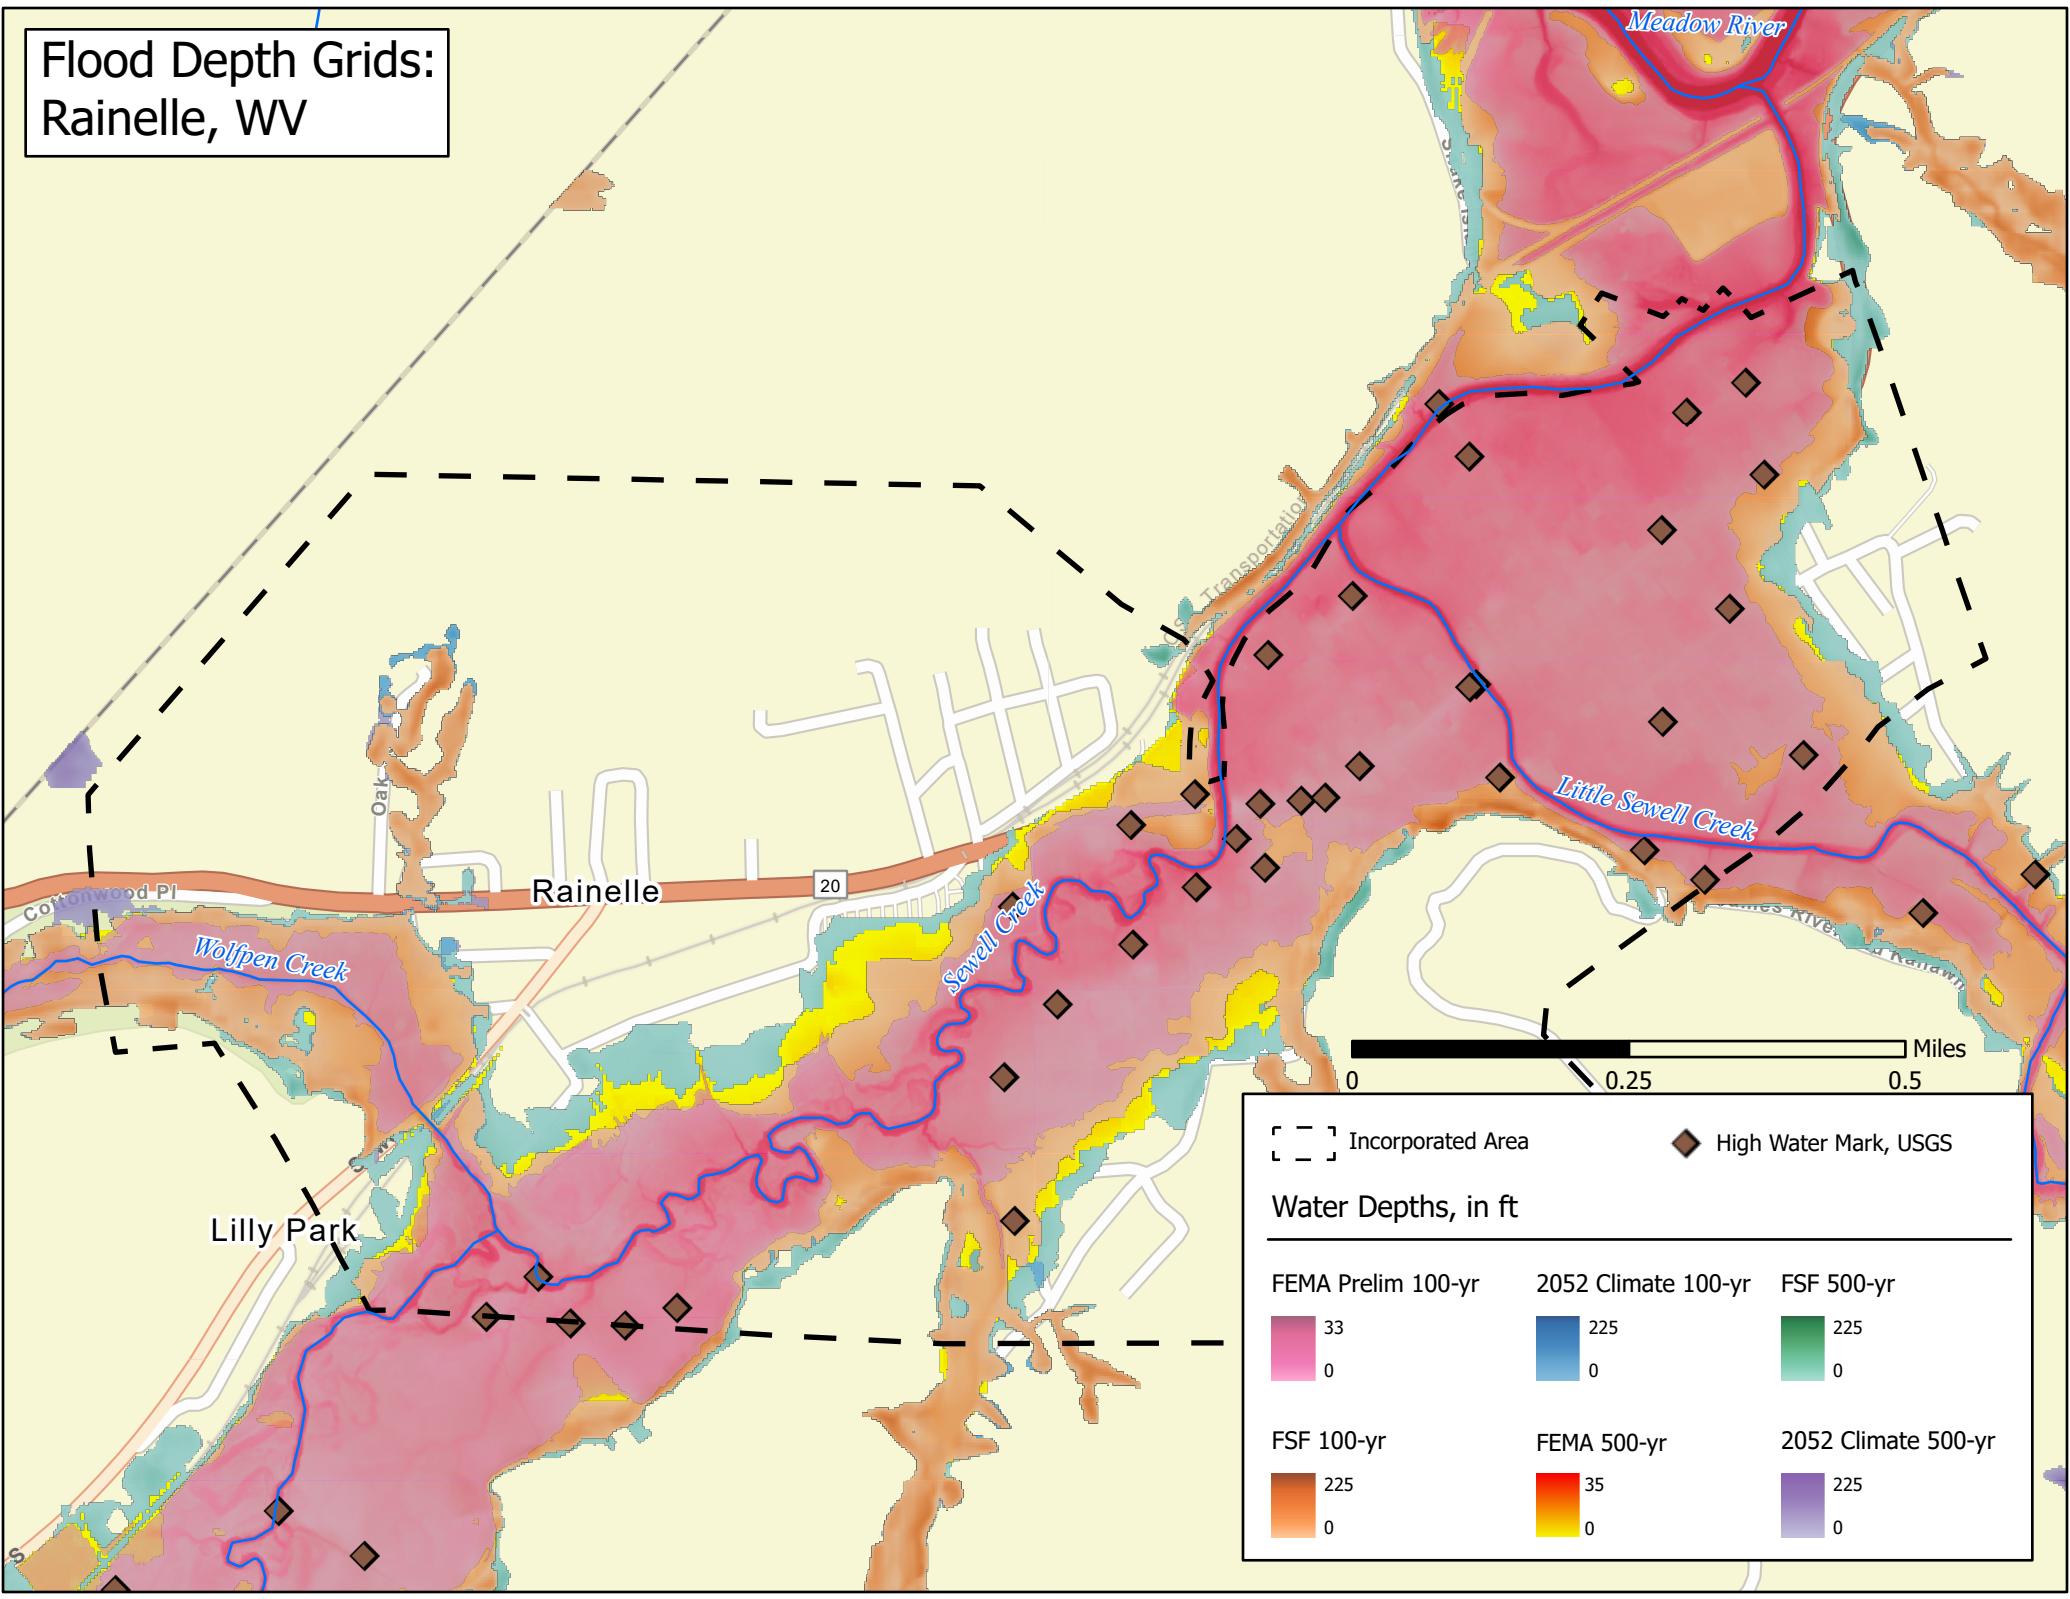 Flood Depth Grids:
Rainelle, WV
Meadow River
Transportation
Oak
Little Sewell Creek
Rainelle
20
Cottonwood Pl
Sewell Creek
Wolfpen Creek
Lilly Park
Miles
0
0.25
0.5
Incorporated Area
High Water Mark, USGS
Water Depths, in ft
FEMA Prelim 100-yr
2052 Climate 100-yr
FSF 500-yr
33
225
225
0
0
0
FSF 100-yr
FEMA 500-yr
2052 Climate 500-yr
225
35
225
0
0
0
S